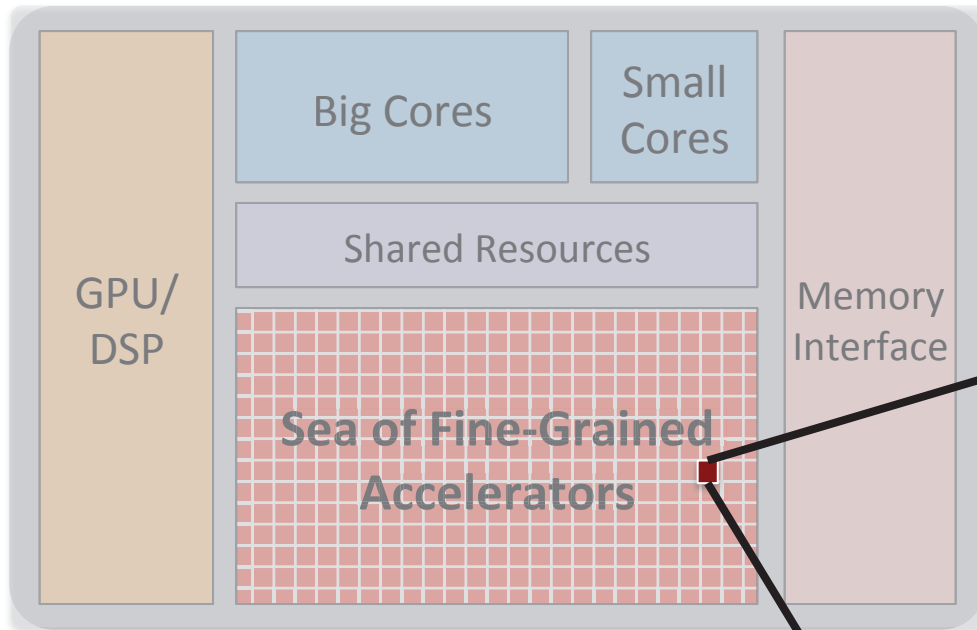 Big Cores
Small
Cores
Shared Resources
GPU/
DSP
Memory
Interface
Sea of Fine-Grained
Accelerators